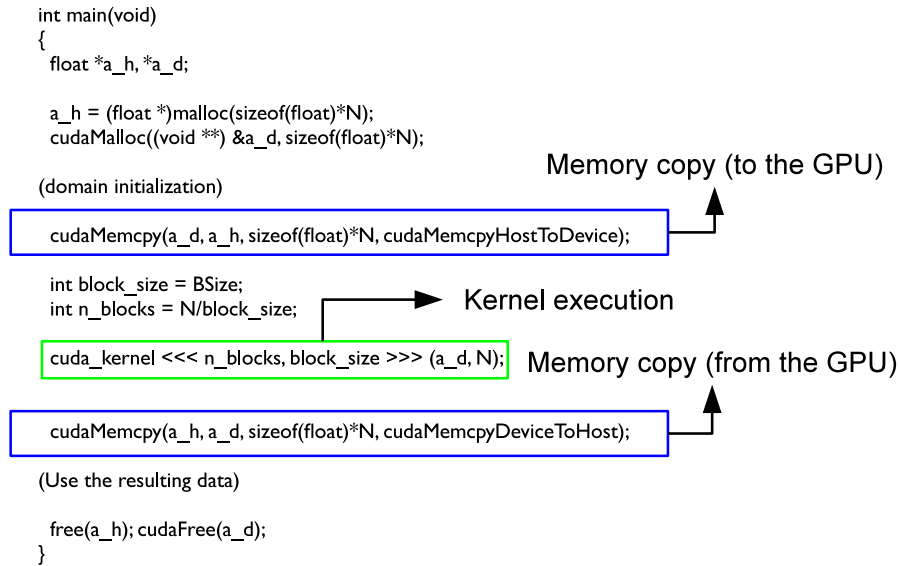 int main(void)
{
float *a_h, *a_d;
a_h = (float *)malloc(sizeof(float)*N);
cudaMalloc((void **) &a_d, sizeof(float)*N);
Memory copy (to the GPU)
(domain initialization)
cudaMemcpy(a_d, a_h, sizeof(float)*N, cudaMemcpyHostToDevice);
int block_size = BSize;
int n_blocks = N/block_size;
Kernel execution
cuda_kernel <<< n_blocks, block_size >>> (a_d, N);
Memory copy (from the GPU)
cudaMemcpy(a_h, a_d, sizeof(float)*N, cudaMemcpyDeviceToHost);
(Use the resulting data)
free(a_h); cudaFree(a_d);
}